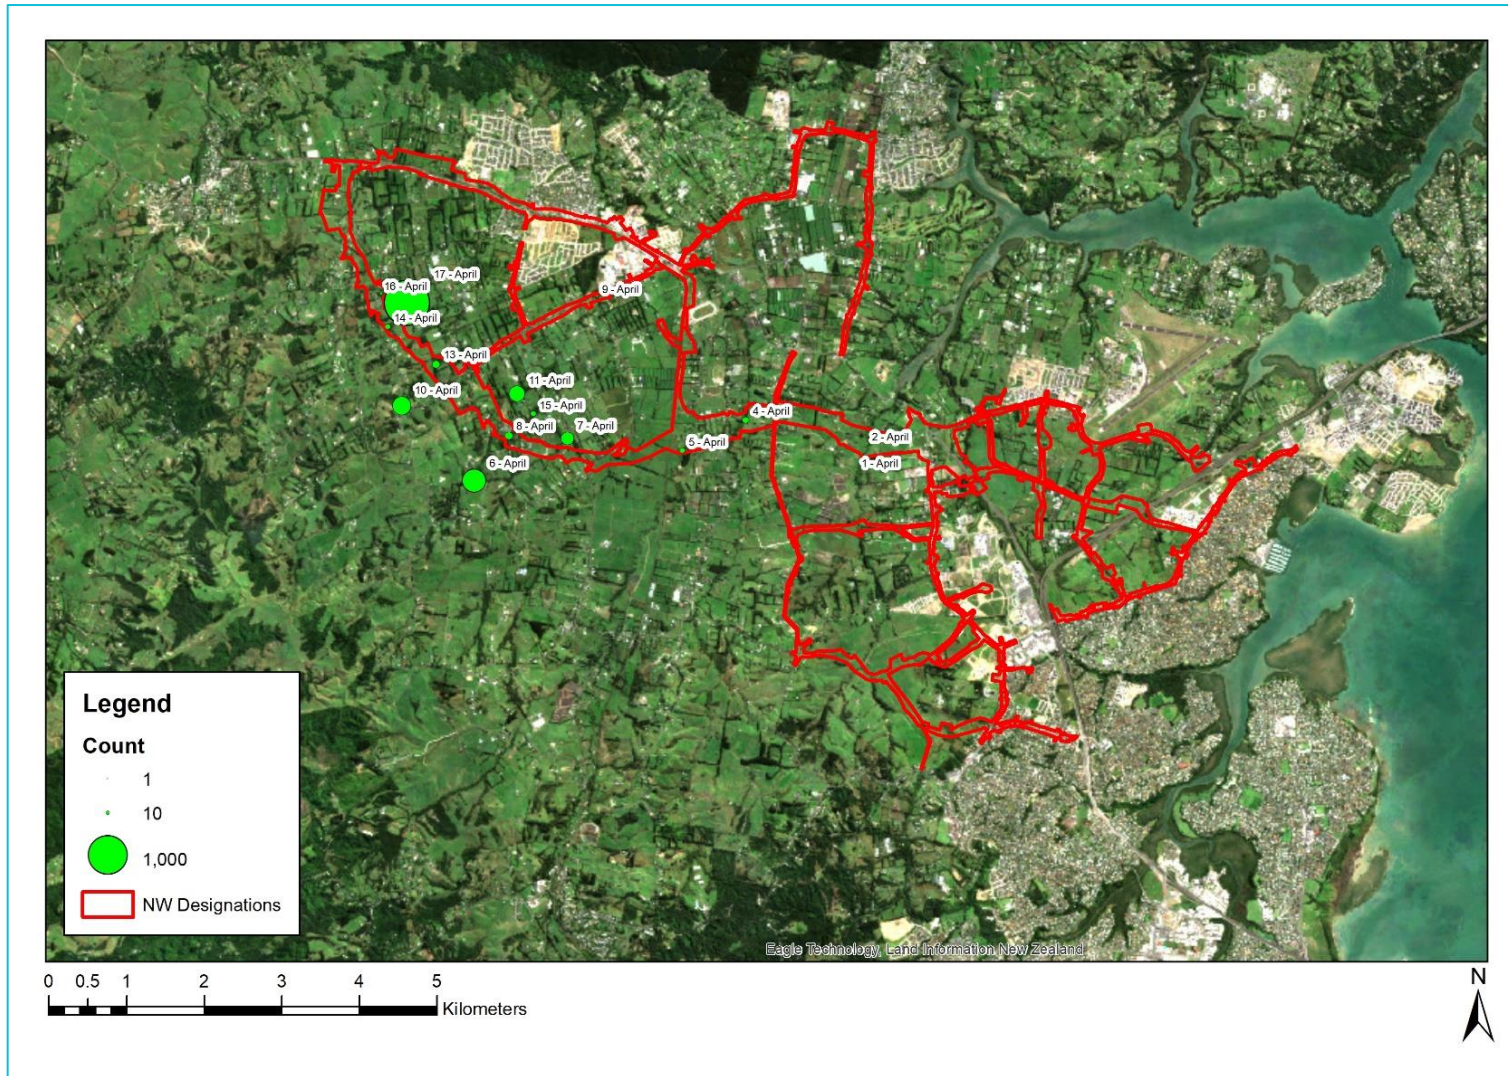 17 - April
16 - April
9 - April
14 - April
13 - April
11 - April
10 - April
15 - April
4 - April
8 - April
7 - April
2 - April
5 - April
6 - April
1 - April
Legend
Count
1
10
1,000
NW Designations
Eagle Technology, Land Information New Zealand
0 0.5 1 2 3 4 5
Kilometers
N